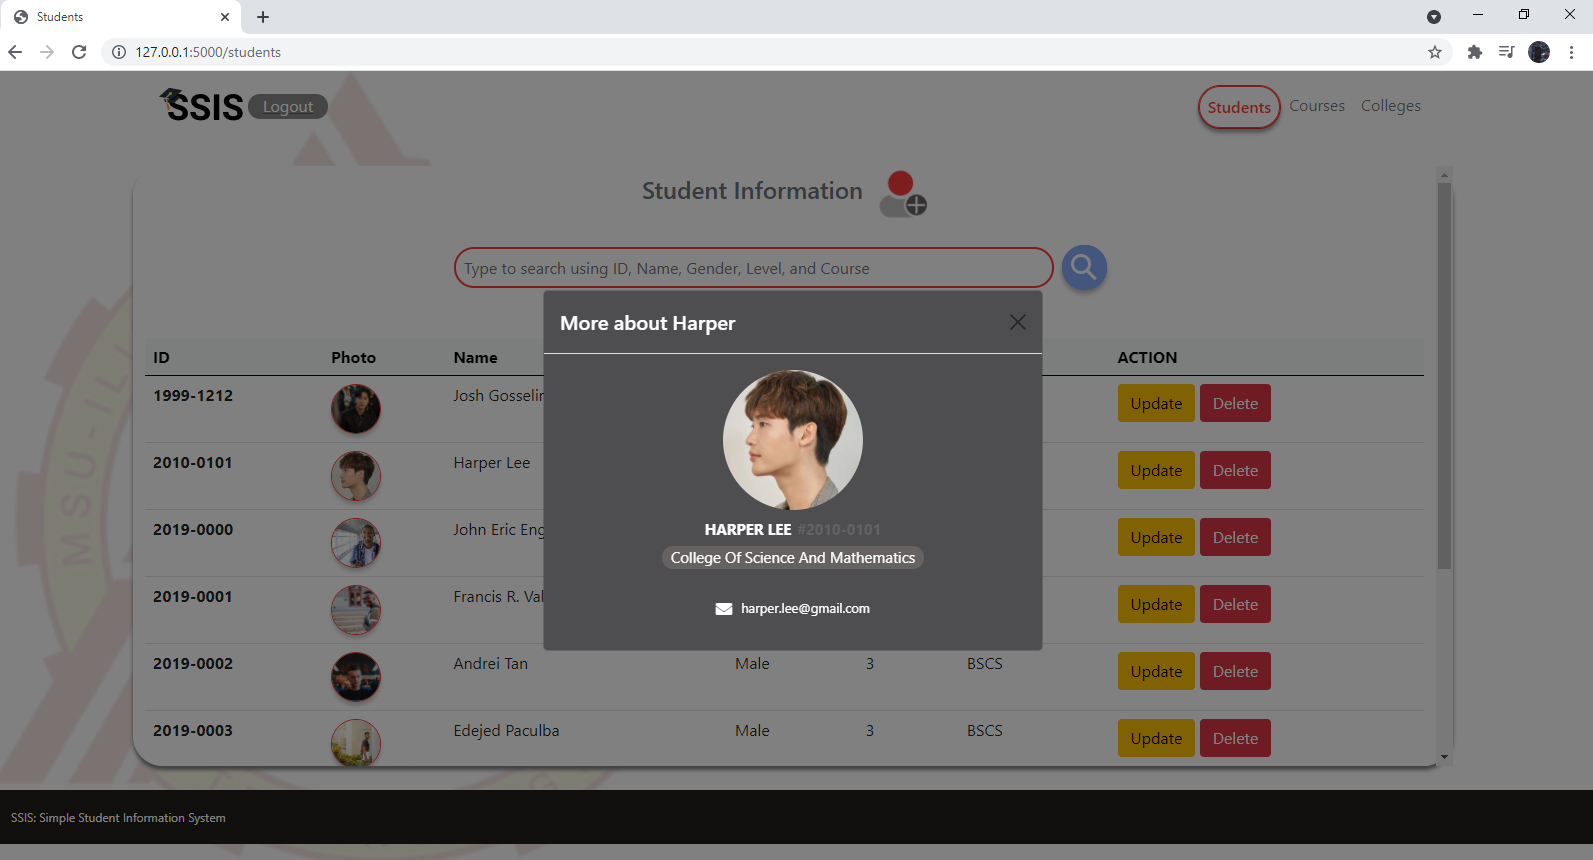 Students
127.0.0.1:5000/students
SSIS Logout Students Courses Colleges
Student Information
Type to search using ID, Name, Gender, Level, and Course
More about Harper
HARPER LEE #2010-0101
College Of Science And Mathematics
harper.lee@gmail.com
ID Photo Name ACTION
1999-1212 Josh Gosselin Update Delete
2010-0101 Harper Lee Update Delete
2019-0000 John Eric Eng Update Delete
2019-0001 Francis R. Val Update Delete
2019-0002 Andrei Tan Male 3 BSCS Update Delete
2019-0003 Edejed Paculba Male 3 BSCS Update Delete
MSU-ILI
SSIS: Simple Student Information System